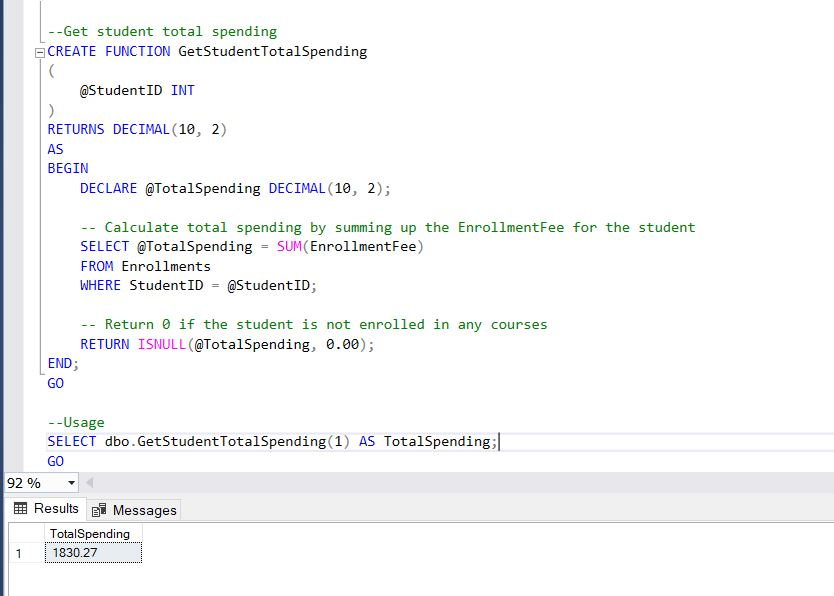 --Get student total spending
CREATE FUNCTION GetStudentTotalSpending
(
@StudentID INT
)
RETURNS DECIMAL(10, 2)
AS
BEGIN
DECLARE @TotalSpending DECIMAL(10, 2);
-- Calculate total spending by summing up the EnrollmentFee for the student
SELECT @TotalSpending = SUM(EnrollmentFee)
FROM Enrollments
WHERE StudentID = @StudentID;
-- Return 0 if the student is not enrolled in any courses
RETURN ISNULL(@TotalSpending, 0.00);
END;
GO
--Usage
SELECT dbo.GetStudentTotalSpending(1) AS TotalSpending;
GO
92 %
Results Messages
TotalSpending
1 1830.27